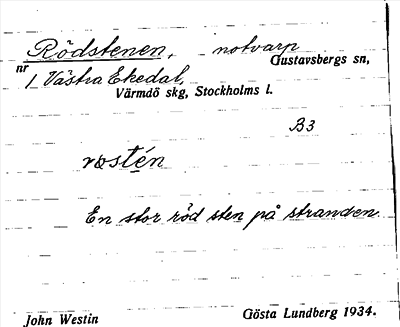 Rödstenen, notvarp
Gustavsbergs sn,
nr 1 Västra Ekedal,
Värmdö skg, Stockholms l.
B3
røstén
En stor röd sten på stranden.
John Westin Gösta Lundberg 1934.